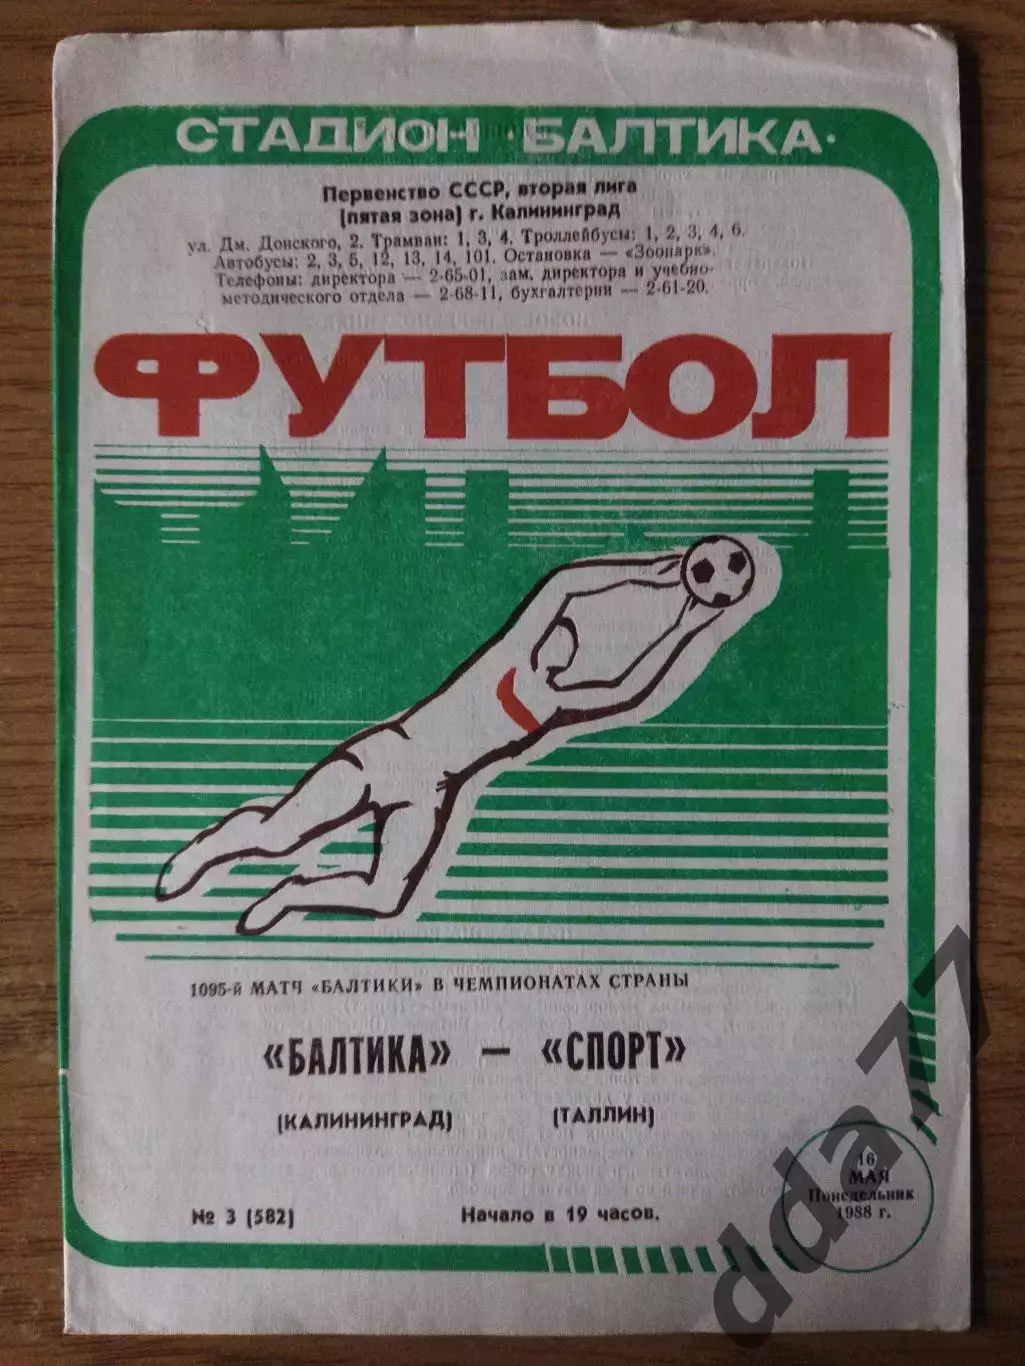 СТАДИОН «БАЛТИКА»
Первенство СССР, вторая лига
(пятая зона) г. Калининград
ул. Дм. Донского, 2. Трамваи: 1, 3, 4. Троллейбусы: 1, 2, 3, 4, 6.
Автобусы: 2, 3, 5, 12, 13, 14, 101. Остановка — «Зоопарк».
Телефоны: директора — 2-65-01, зам. директора и учебно-
методического отдела — 2-68-11, бухгалтерии — 2-61-20.
ФУТБОЛ
1095-й МАТЧ «БАЛТИКИ» В ЧЕМПИОНАТАХ СТРАНЫ
«БАЛТИКА» — «СПОРТ»
(КАЛИНИНГРАД) (ТАЛЛИН)
16
МАЯ
Понедельник
1988 г.
№ 3 (582) Начало в 19 часов.
dda77